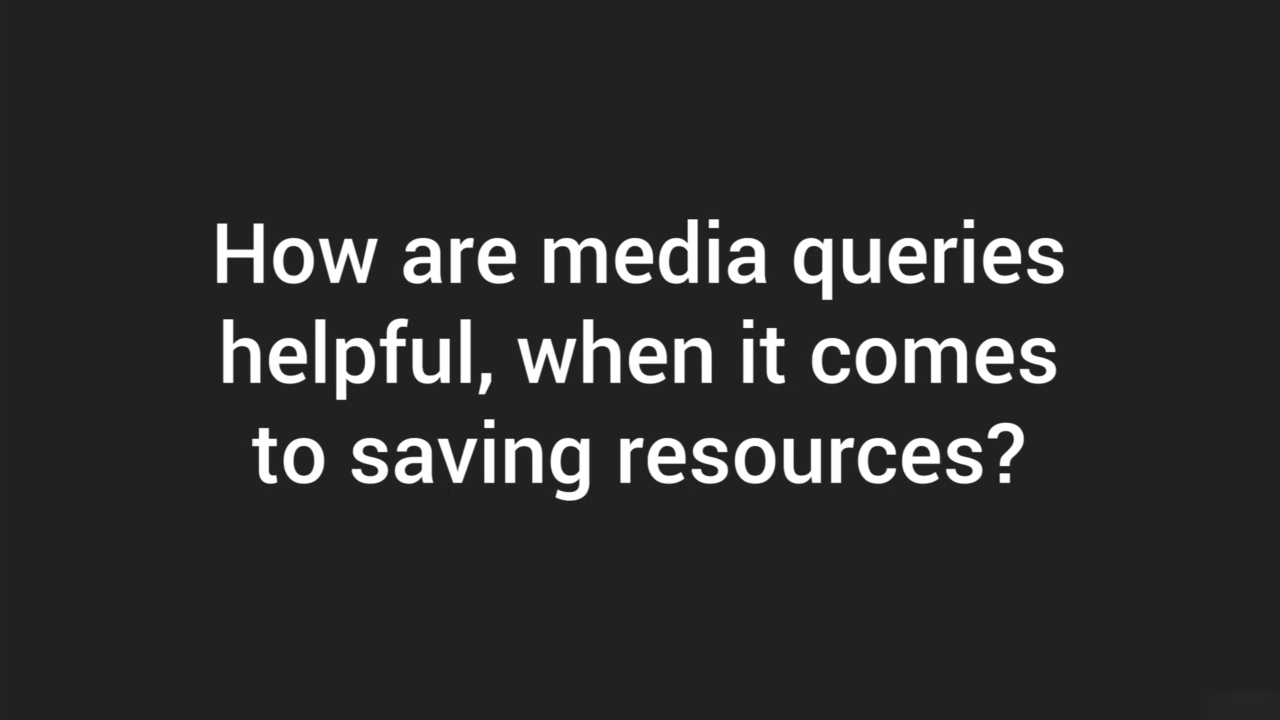 How are media queries
helpful, when it comes
to saving resources?